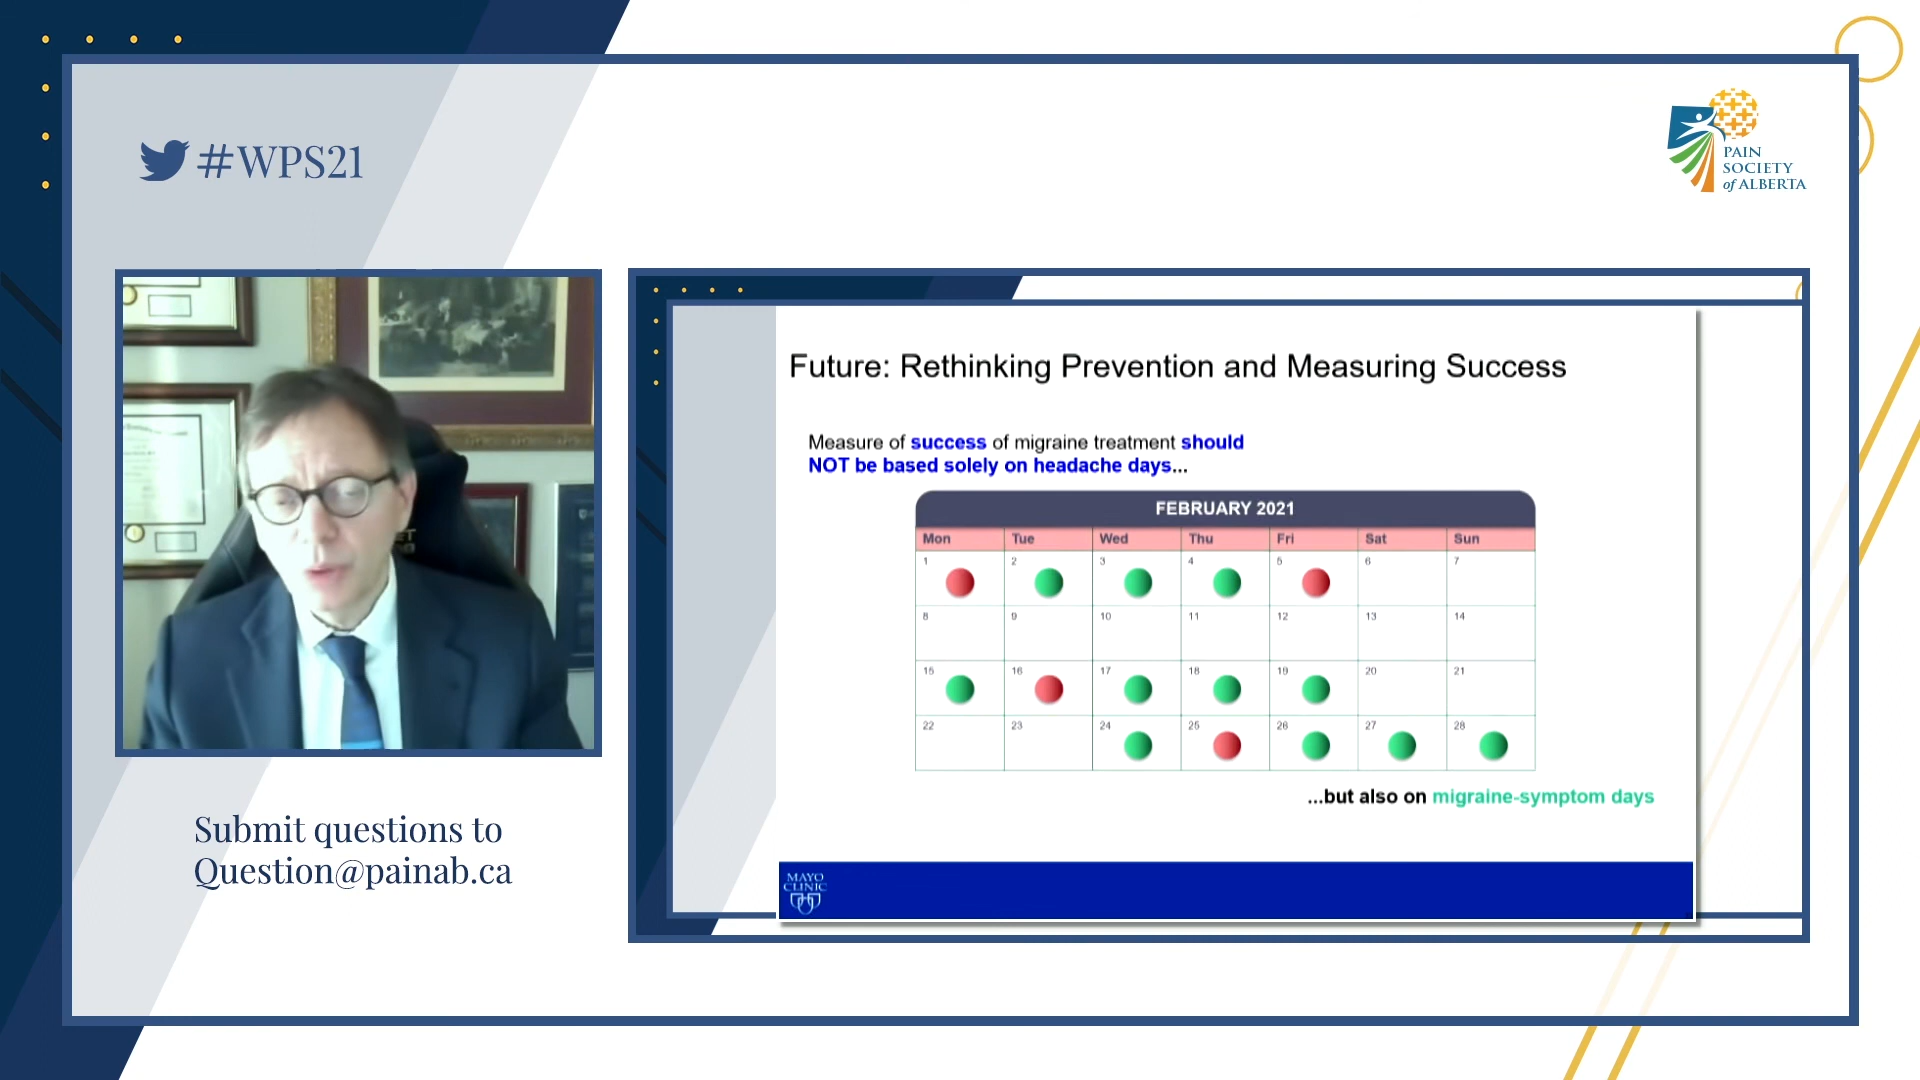 #WPS21
PAIN
SOCIETY
of ALBERTA
Future: Rethinking Prevention and Measuring Success
Measure of success of migraine treatment should
NOT be based solely on headache days...
FEBRUARY 2021
Mon Tue Wed Thu Fri Sat Sun
1 2 3 4 5 6 7
8 9 10 11 12 13 14
15 16 17 18 19 20 21
22 23 24 25 26 27 28
...but also on migraine-symptom days
MAYO
CLINIC
Submit questions to
Question@painab.ca